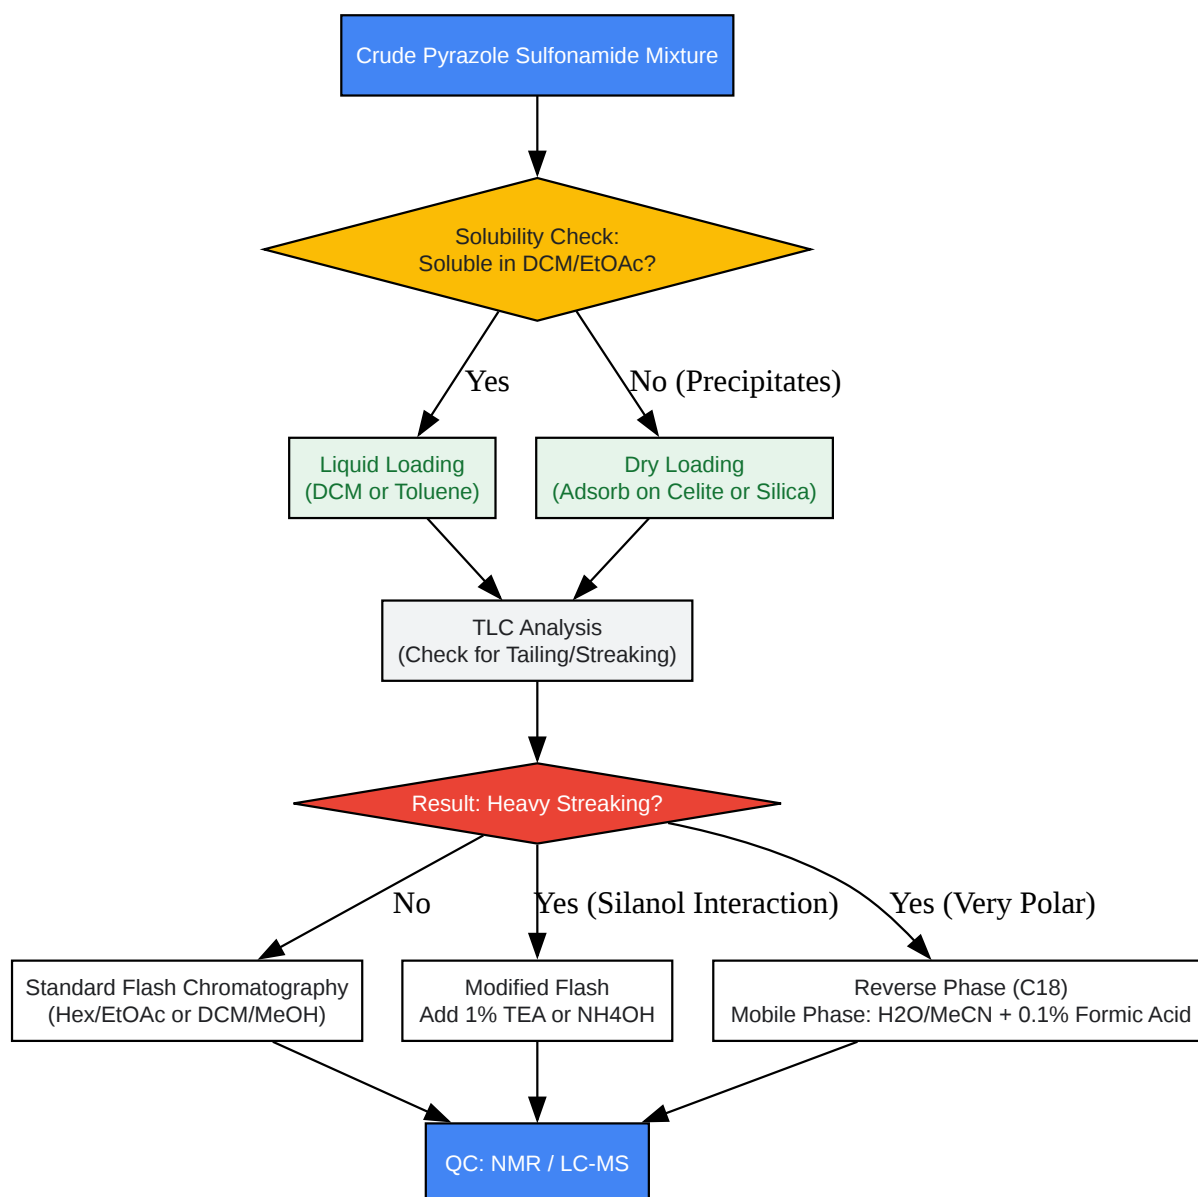 Crude Pyrazole Sulfonamide Mixture
Solubility Check:
Soluble in DCM/EtOAc?
Yes
No (Precipitates)
Liquid Loading
(DCM or Toluene)
Dry Loading
(Adsorb on Celite or Silica)
TLC Analysis
(Check for Tailing/Streaking)
Result: Heavy Streaking?
No
Yes (Silanol Interaction)
Yes (Very Polar)
Standard Flash Chromatography
(Hex/EtOAc or DCM/MeOH)
Modified Flash
Add 1% TEA or NH4OH
Reverse Phase (C18)
Mobile Phase: H2O/MeCN + 0.1% Formic Acid
QC: NMR / LC-MS